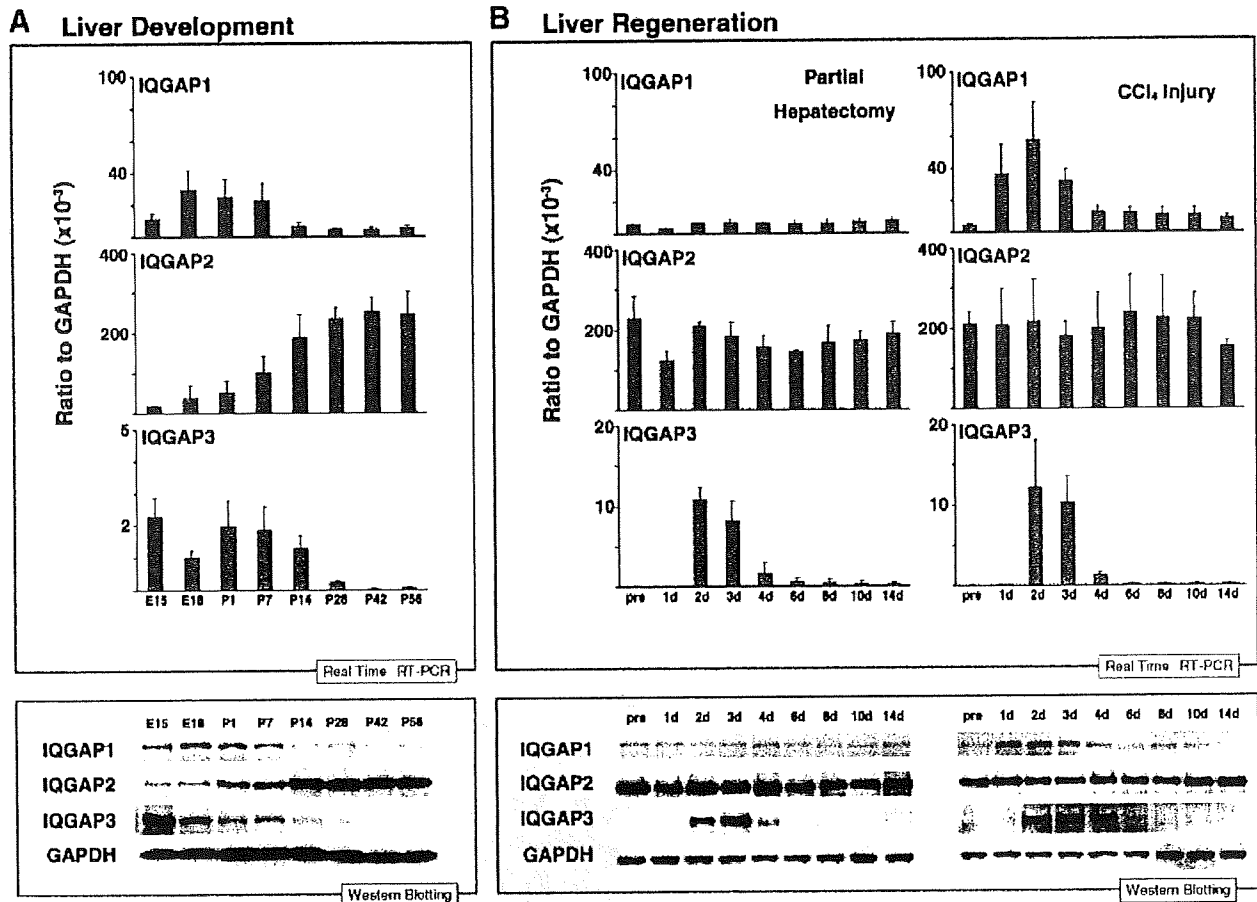 A Liver Development
IQGAP1
100
40
IQGAP2
400
200
IQGAP3
5
2
Ratio to GAPDH (x10⁻³)
E15 E18 P1 P7 P14 P28 P42 P56
Real Time RT-PCR
E15 E18 P1 P7 P14 P28 P42 P56
IQGAP1
IQGAP2
IQGAP3
GAPDH
Western Blotting
B Liver Regeneration
Partial
Hepatectomy
IQGAP1
100
40
IQGAP2
400
200
IQGAP3
20
10
Ratio to GAPDH (x10⁻³)
pre 1d 2d 3d 4d 6d 8d 10d 14d
CCl₄ Injury
IQGAP1
100
40
IQGAP2
400
200
IQGAP3
20
10
pre 1d 2d 3d 4d 6d 8d 10d 14d
Real Time RT-PCR
pre 1d 2d 3d 4d 6d 8d 10d 14d
pre 1d 2d 3d 4d 6d 8d 10d 14d
IQGAP1
IQGAP2
IQGAP3
GAPDH
Western Blotting